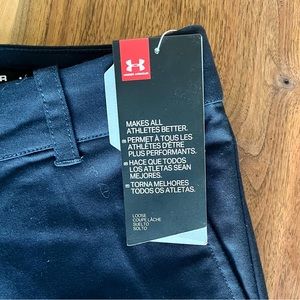 UNDER ARMOUR
MAKES ALL
ATHLETES BETTER.
PERMET À TOUS LES
ATHLÈTES D'ÊTRE
PLUS PERFORMANTS.
HACE QUE TODOS
LOS ATLETAS SEAN
MEJORES.
TORNA MELHORES
TODOS OS ATLETAS.
LOOSE
COUPE LÂCHE
SUELTO
SOLTO